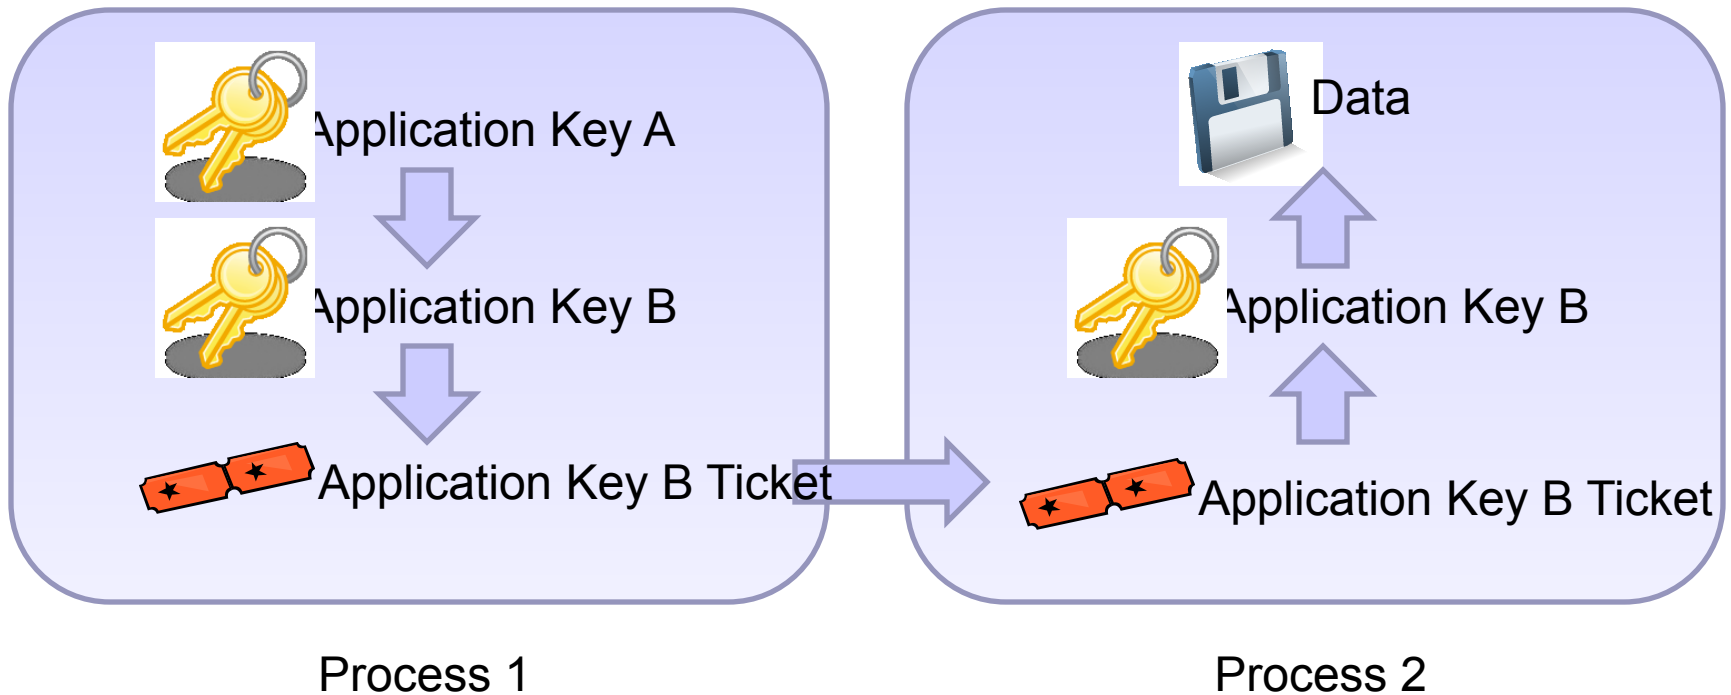 Application Key A
Application Key B
Application Key B Ticket
Process 1
Data
Application Key B
Application Key B Ticket
Process 2